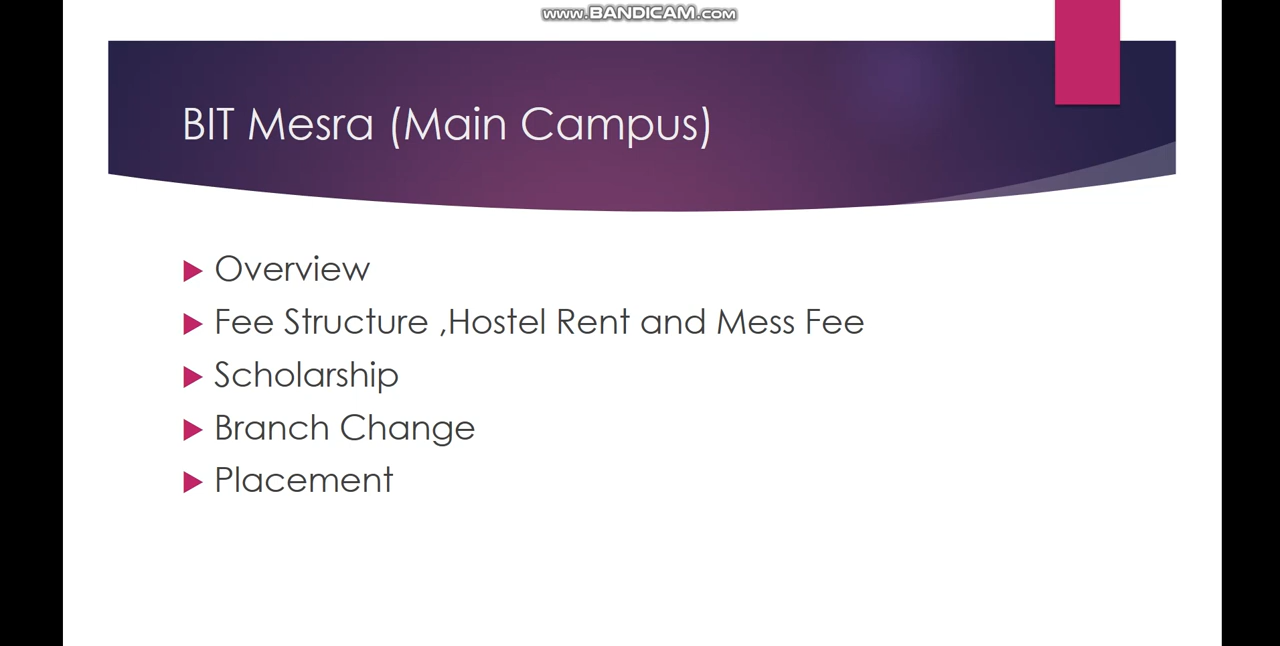 www.BANDICAM.com
BIT Mesra (Main Campus)
Overview
Fee Structure ,Hostel Rent and Mess Fee
Scholarship
Branch Change
Placement